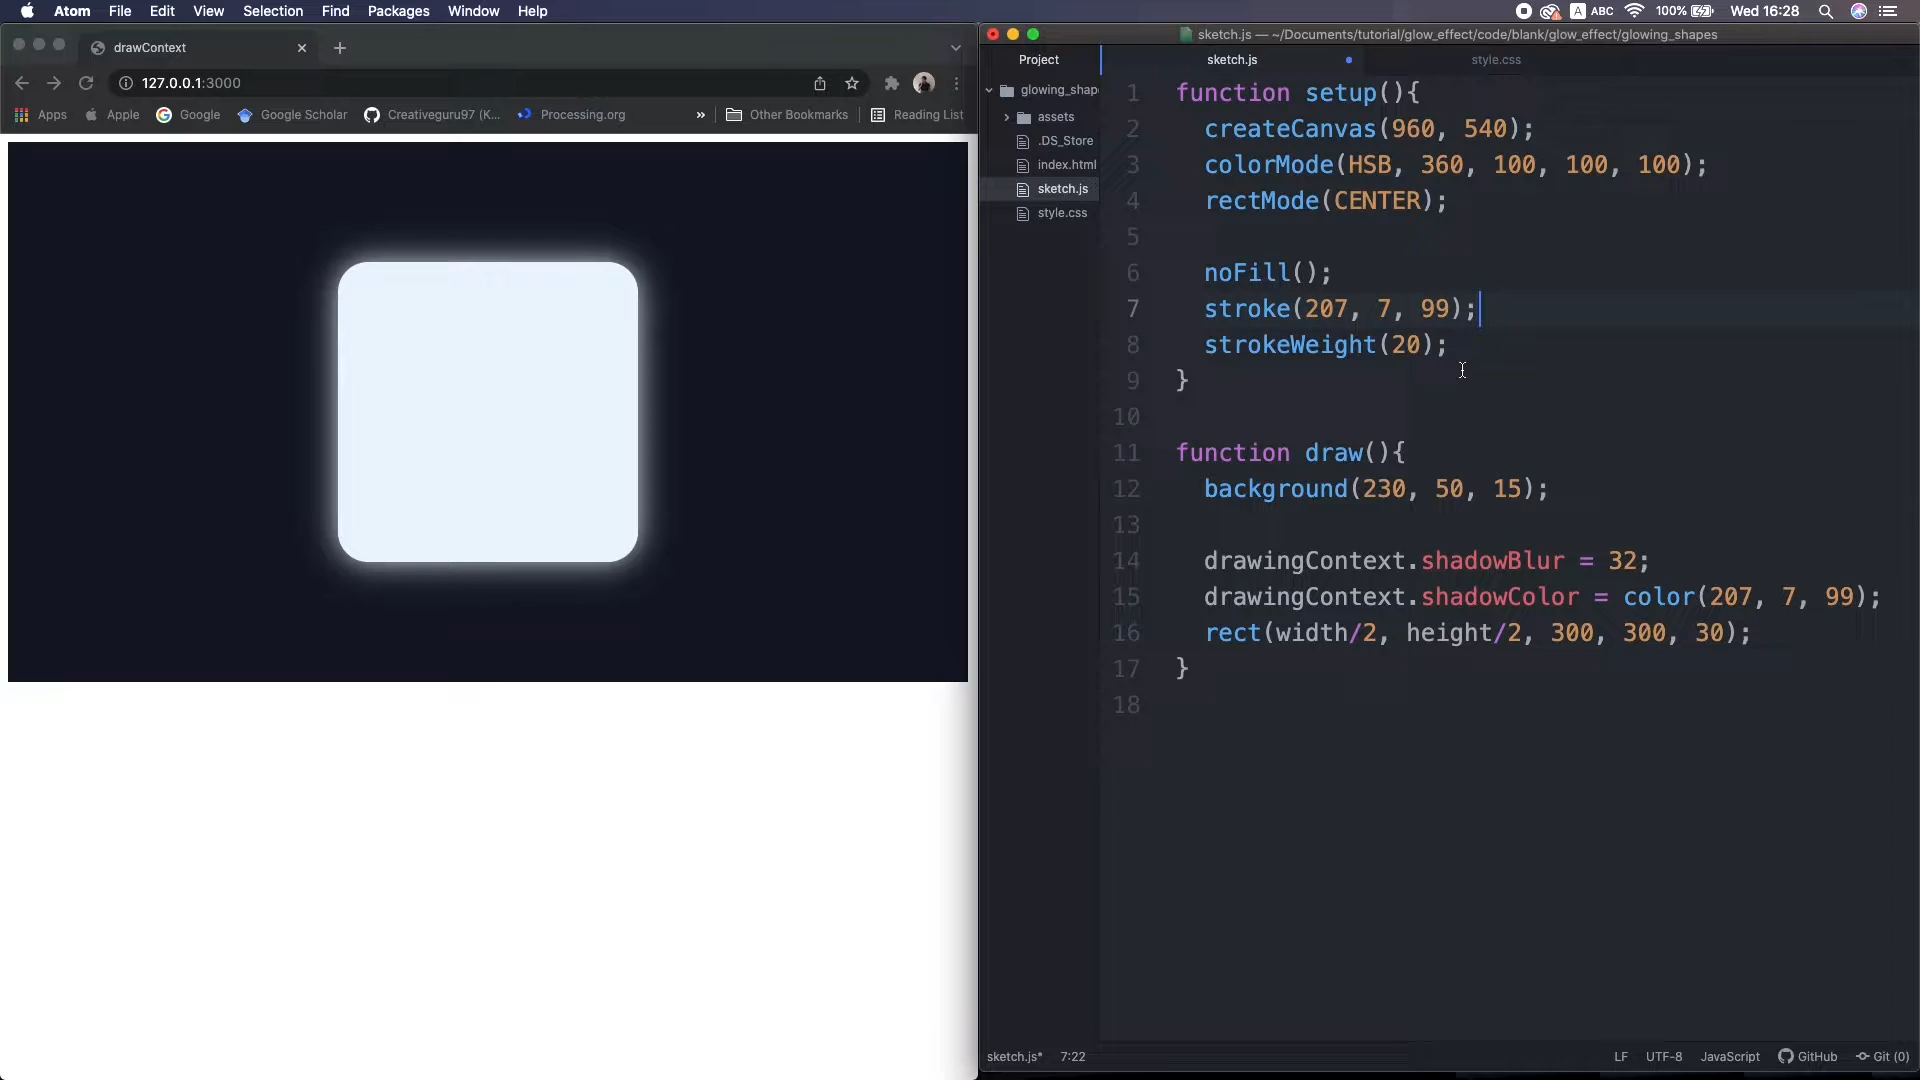 Atom File Edit View Selection Find Packages Window Help
A ABC 100% Wed 16:28
drawContext
127.0.0.1:3000
Apps Apple Google Google Scholar Creativeguru97 (K... Processing.org » Other Bookmarks Reading List
sketch.js — ~/Documents/tutorial/glow_effect/code/blank/glow_effect/glowing_shapes
Project sketch.js style.css
glowing_shap
assets
.DS_Store
index.html
sketch.js
style.css
1 function setup(){
2 createCanvas(960, 540);
3 colorMode(HSB, 360, 100, 100, 100);
4 rectMode(CENTER);
5
6 noFill();
7 stroke(207, 7, 99);
8 strokeWeight(20);
9 }
10
11 function draw(){
12 background(230, 50, 15);
13
14 drawingContext.shadowBlur = 32;
15 drawingContext.shadowColor = color(207, 7, 99);
16 rect(width/2, height/2, 300, 300, 30);
17 }
18
sketch.js* 7:22 LF UTF-8 JavaScript GitHub Git (0)